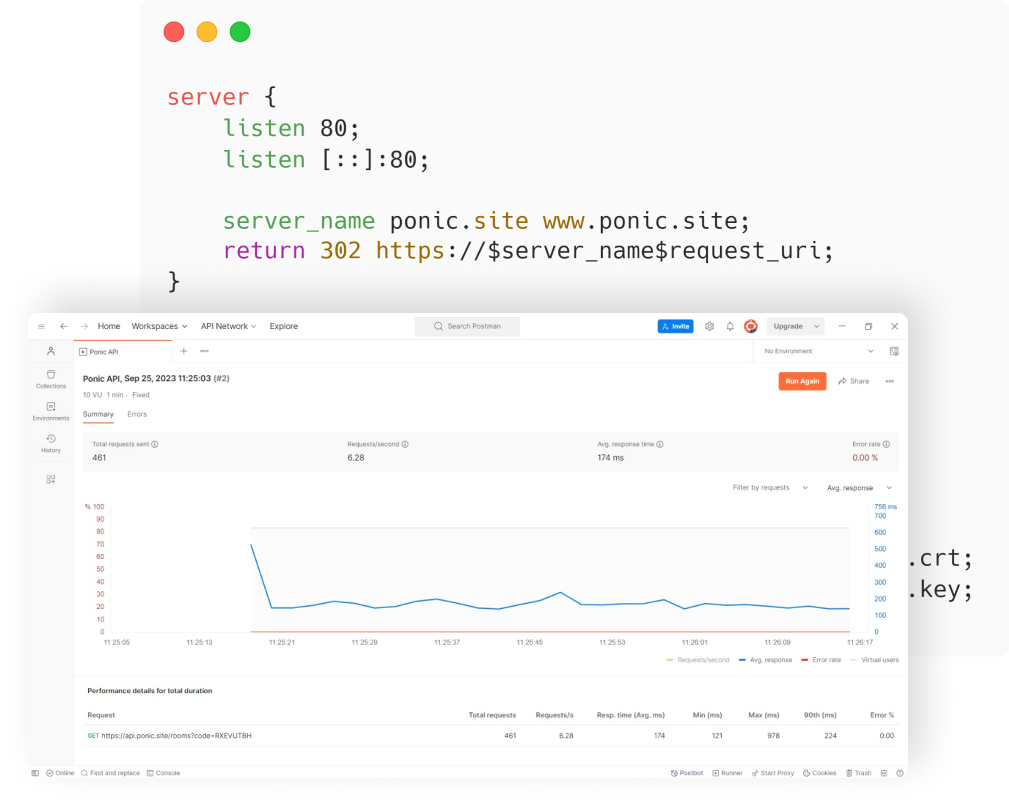 server {
listen 80;
listen [::]:80;
server_name ponic.site www.ponic.site;
return 302 https://$server_name$request_uri;
}
.crt;
.key;
Home Workspaces API Network Explore Search Postman Invite Upgrade
Ponic API No Environment
Collections
Environments
History
Ponic API, Sep 25, 2023 11:25:03 (#2) Run Again Share
10 VU 1 min · Fixed
Summary Errors
Total requests sent Requests/second Avg. response time Error rate
461 6.28 174 ms 0.00 %
Filter by requests Avg. response
% 100 756 ms
90 700
80 600
70 500
60 400
50 300
40 200
30 100
20 0
10
0
11:25:05 11:25:13 11:25:21 11:25:29 11:25:37 11:25:45 11:25:53 11:26:01 11:26:09 11:26:17
Requests/second Avg. response Error rate Virtual users
Performance details for total duration
Request Total requests Requests/s Resp. time (Avg. ms) Min (ms) Max (ms) 90th (ms) Error %
GET https://api.ponic.site/rooms?code=RXEVUTBH 461 6.28 174 121 978 224 0.00
Online Find and replace Console Postbot Runner Start Proxy Cookies Trash